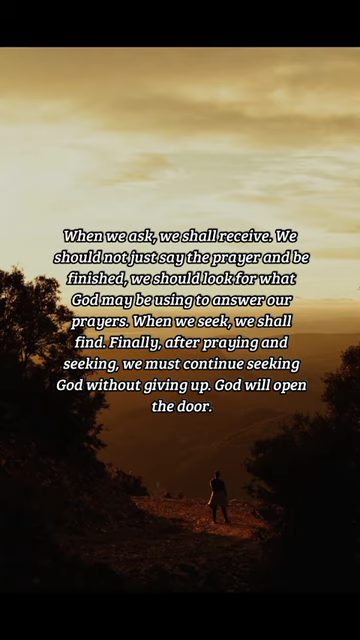 When we ask, we shall receive. We
should not just say the prayer and be
finished, we should look for what
God may be using to answer our
prayers. When we seek, we shall
find. Finally, after praying and
seeking, we must continue seeking
God without giving up. God will open
the door.